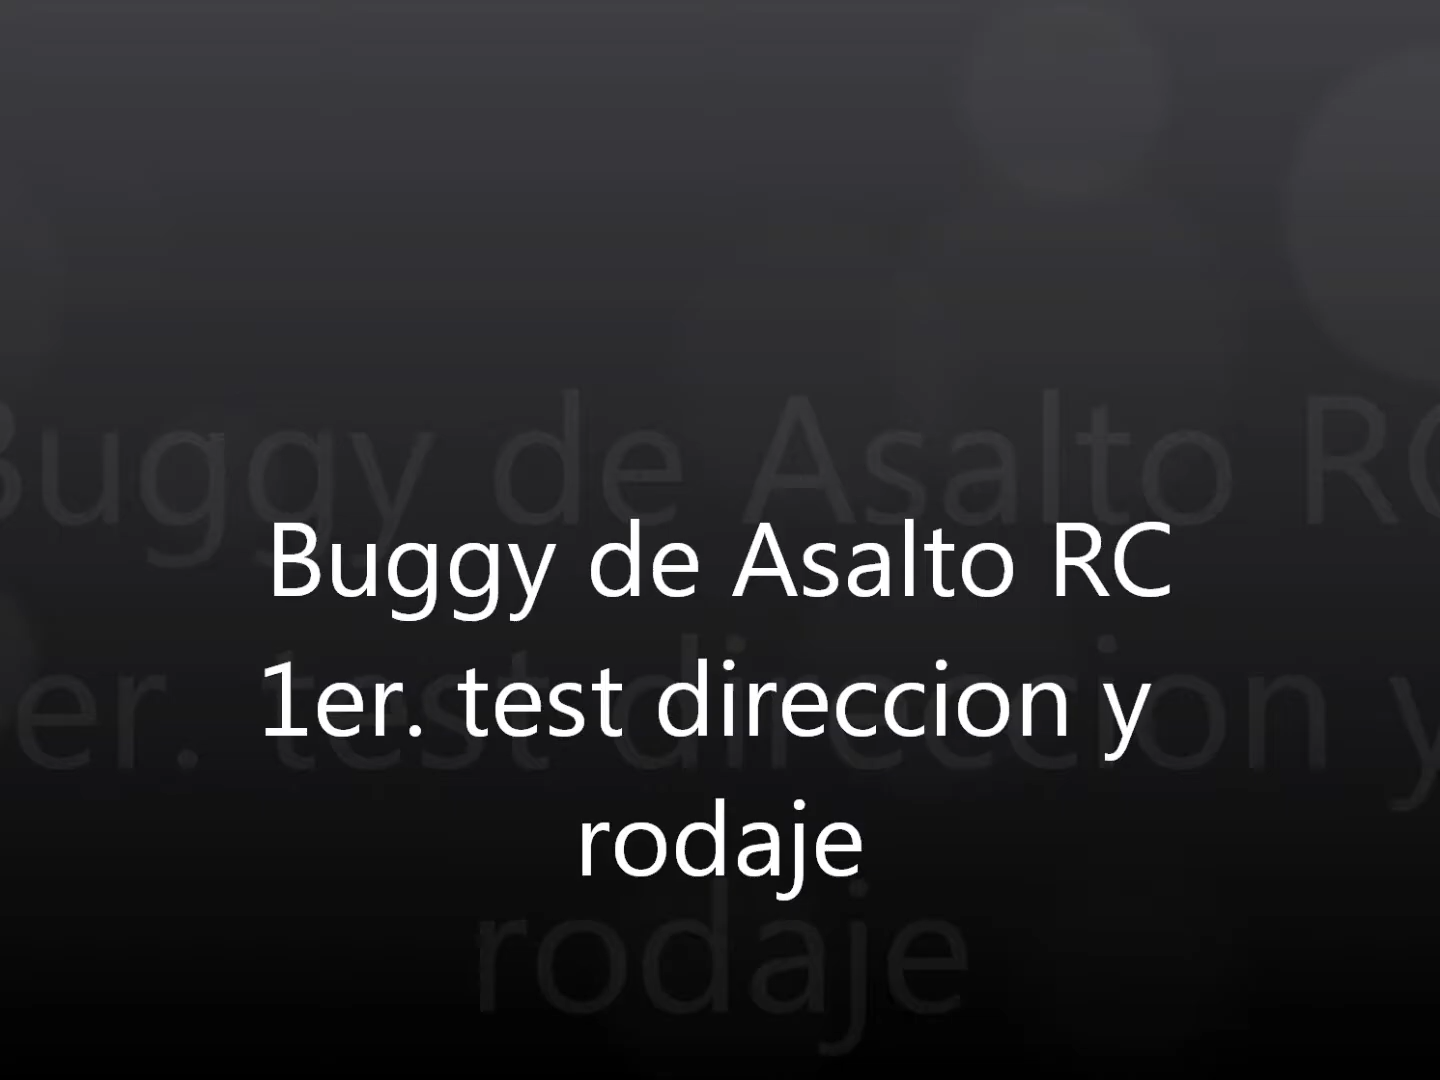 Buggy de Asalto RC
1er. test direccion y
rodaje